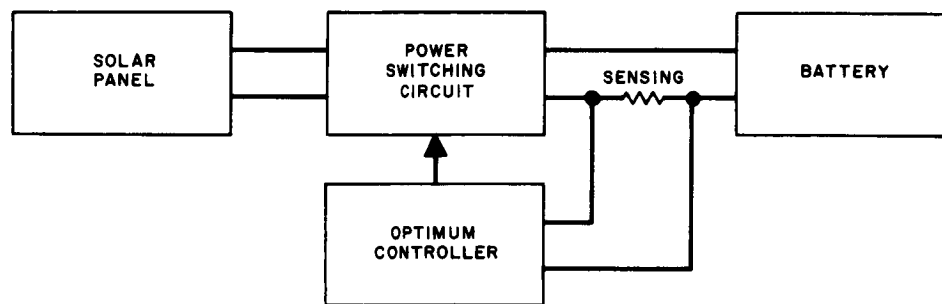 SOLAR
PANEL
POWER
SWITCHING
CIRCUIT
SENSING
BATTERY
OPTIMUM
CONTROLLER